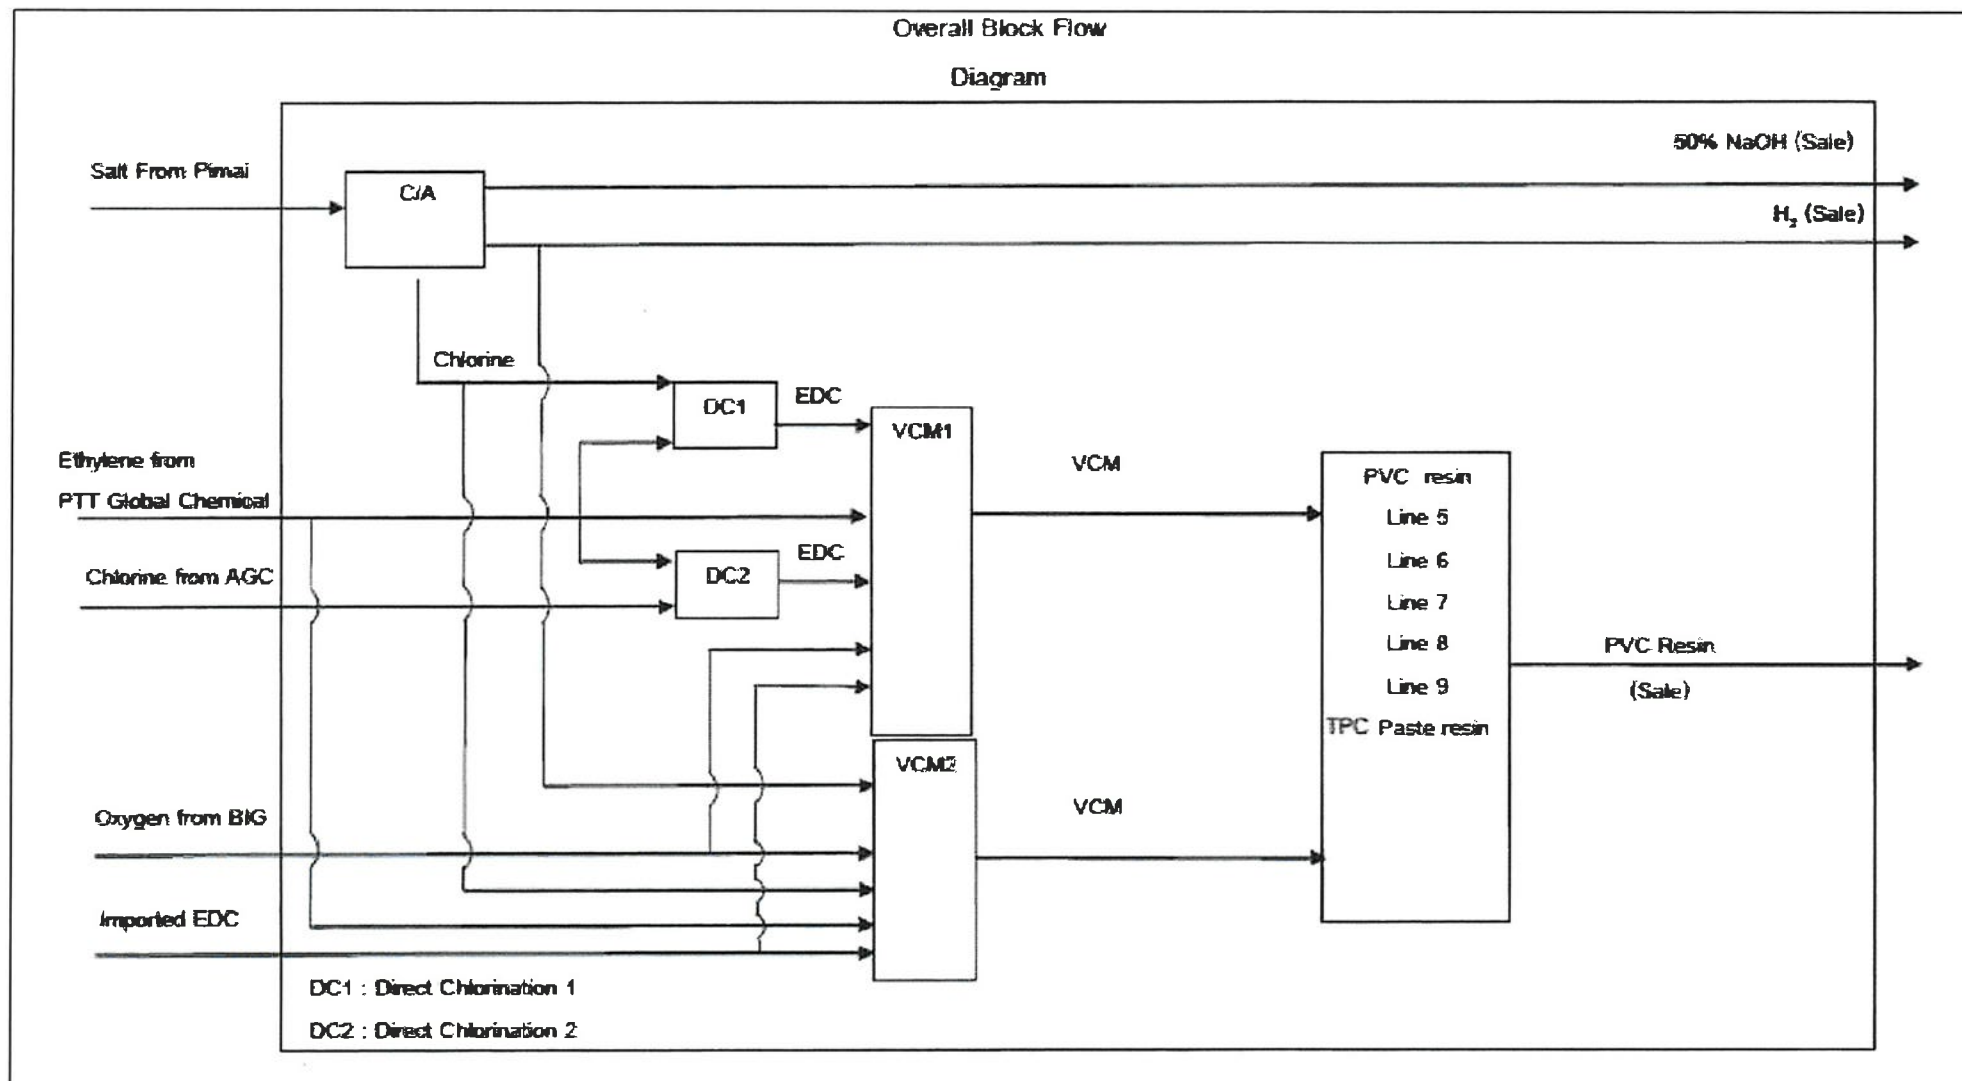 Overall Block Flow
Diagram
50% NaOH (Sale)
Salt From Pimai
C/A
H₂ (Sale)
Chlorine
DC1
EDC
VCM1
Ethylene from
PTT Global Chemical
VCM
PVC resin
Line 5
Line 6
Line 7
Line 8
Line 9
TPC Paste resin
Chlorine from AGC
DC2
EDC
PVC Resin
(Sale)
VCM2
VCM
Oxygen from BIG
Imported EDC
DC1 : Direct Chlorination 1
DC2 : Direct Chlorination 2